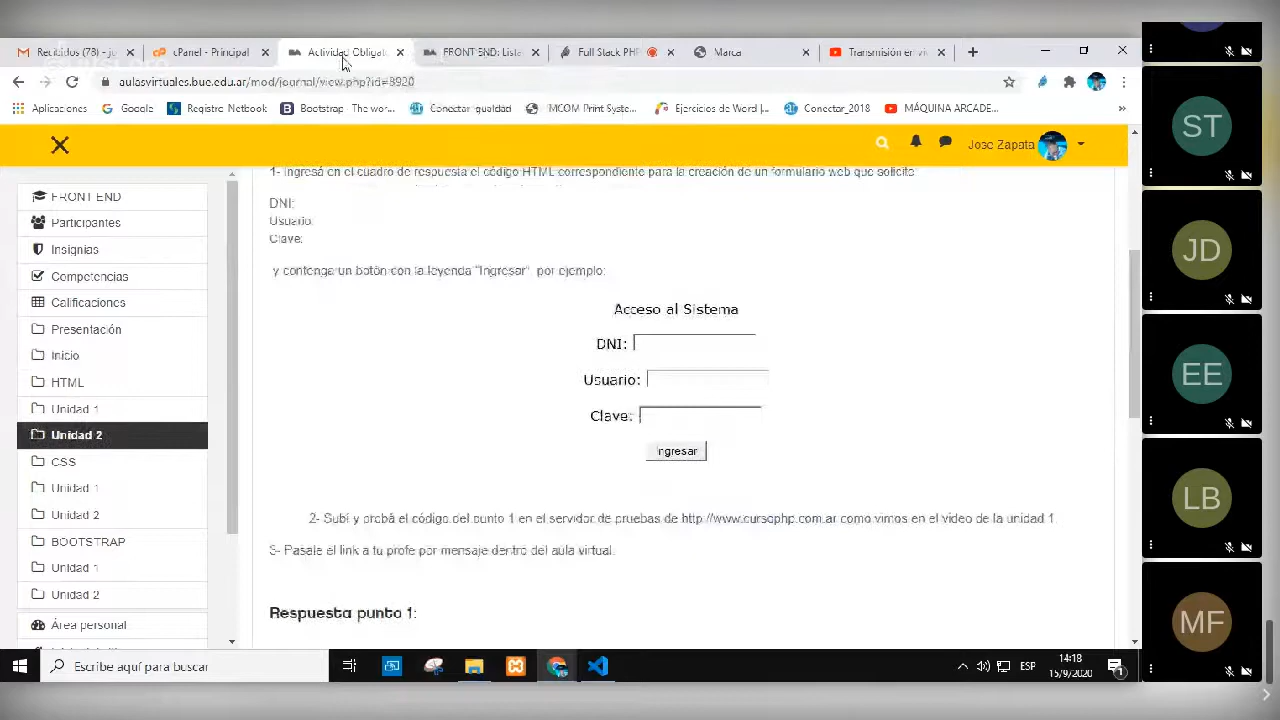 Recibidos (78) - ju
cPanel - Principal
Actividad Obligato
FRONT END: Lista
Full Stack PHP
Marca
Transmisión en vi
aulasvirtuales.bue.edu.ar/mod/journal/view.php?id=8920
Aplicaciones
Google
Registro Netbook
Bootstrap · The wor...
Conectar igualdad
MCOM Print Syste...
Ejercicios de Word |...
Conectar_2018
MÁQUINA ARCADE...
Jose Zapata
FRONT END
Participantes
Insignias
Competencias
Calificaciones
Presentación
Inicio
HTML
Unidad 1
Unidad 2
CSS
Unidad 1
Unidad 2
BOOTSTRAP
Unidad 1
Unidad 2
Área personal
1- Ingresá en el cuadro de respuesta el código HTML correspondiente para la creación de un formulario web que solicite
DNI:
Usuario:
Clave:
y contenga un botón con la leyenda "Ingresar" por ejemplo:
Acceso al Sistema
DNI:
Usuario:
Clave:
Ingresar
2- Subí y probá el código del punto 1 en el servidor de pruebas de http://www.cursophp.com.ar como vimos en el video de la unidad 1.
3- Pasale el link a tu profe por mensaje dentro del aula virtual.
Respuesta punto 1:
ST
JD
EE
LB
MF
Escribe aquí para buscar
ESP
14:18
15/9/2020
1